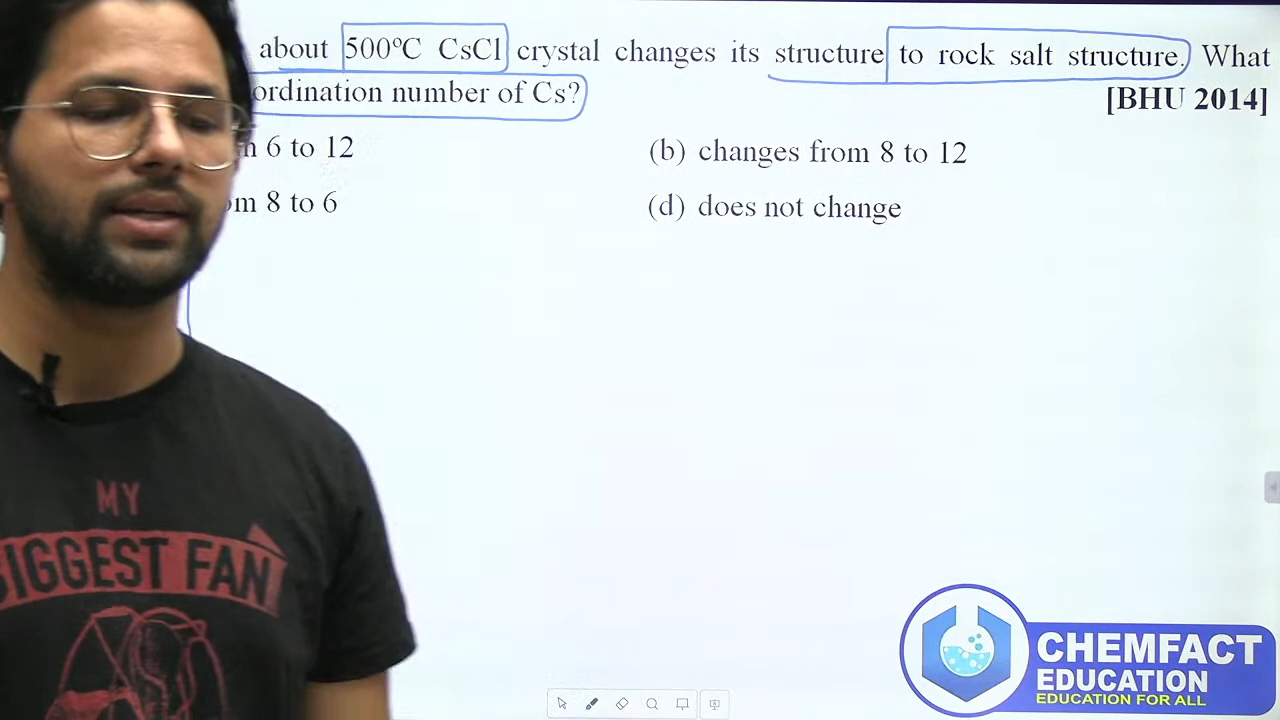 about 500ºC CsCl crystal changes its structure to rock salt structure. What
ordination number of Cs?
[BHU 2014]
6 to 12
(b) changes from 8 to 12
8 to 6
(d) does not change
MY
BIGGEST FAN
CHEMFACT
EDUCATION
EDUCATION FOR ALL